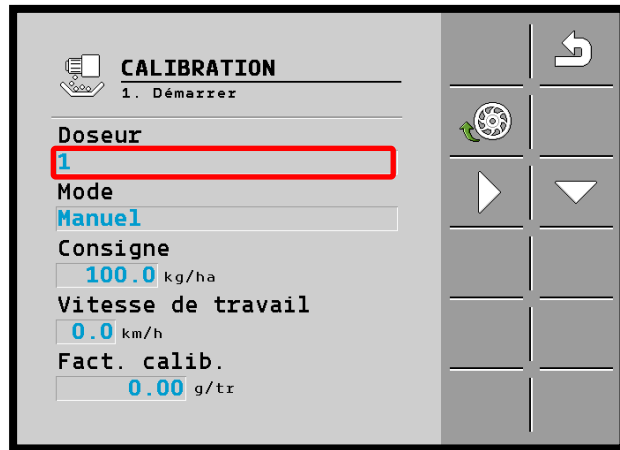 CALIBRATION
1. Démarrer
Doseur
1
Mode
Manuel
Consigne
100.0 kg/ha
Vitesse de travail
0.0 km/h
Fact. calib.
0.00 g/tr